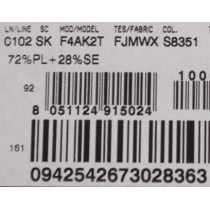 LN/LINE SC MOD/MODEL TES/FABRIC COL.
0102 SK F4AK2T FJMWX S8351
72%PL+28%SE
100
92
8 051124 915024
161
0942542673028363